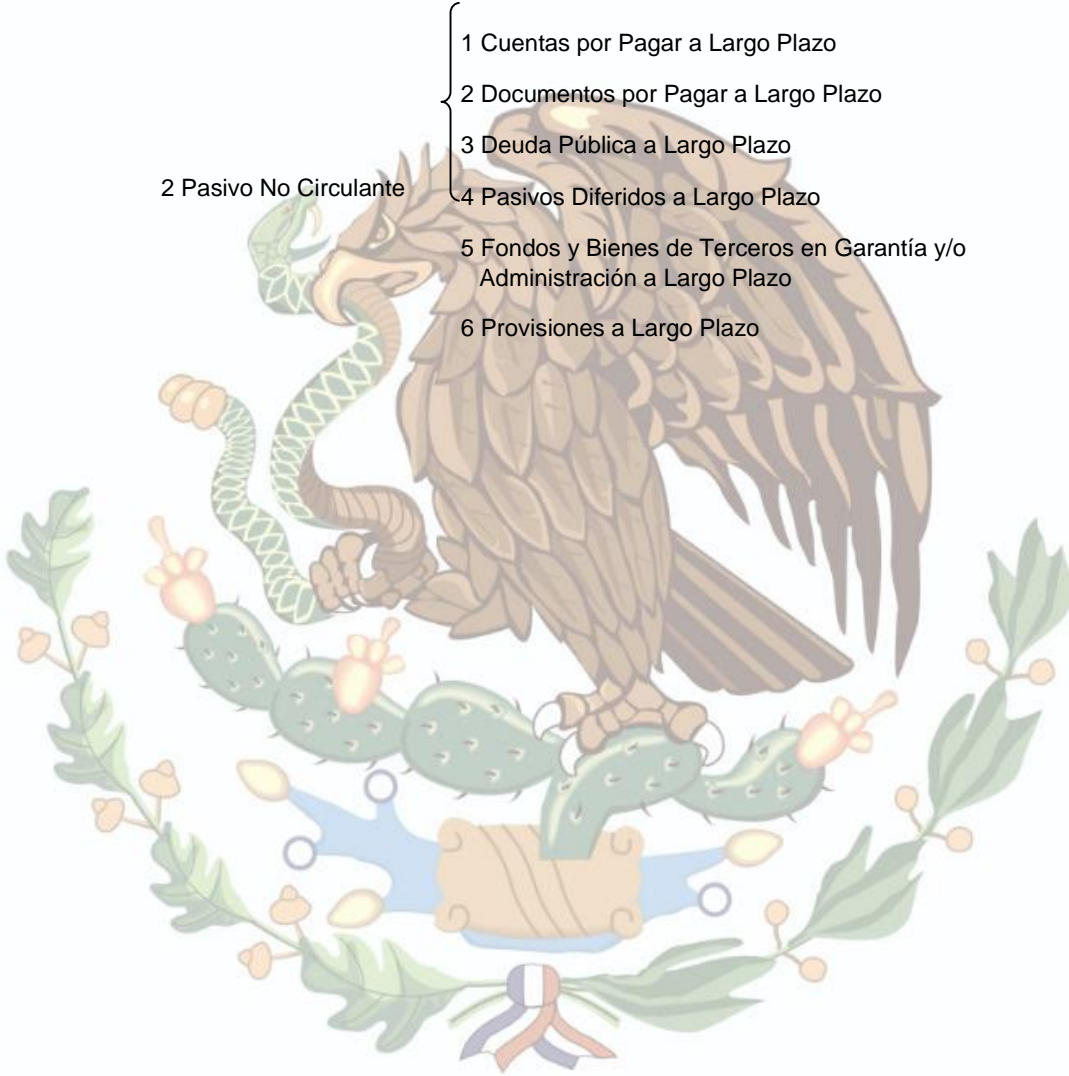 1 Cuentas por Pagar a Largo Plazo
2 Documentos por Pagar a Largo Plazo
3 Deuda Pública a Largo Plazo
2 Pasivo No Circulante
4 Pasivos Diferidos a Largo Plazo
5 Fondos y Bienes de Terceros en Garantía y/o
Administración a Largo Plazo
6 Provisiones a Largo Plazo